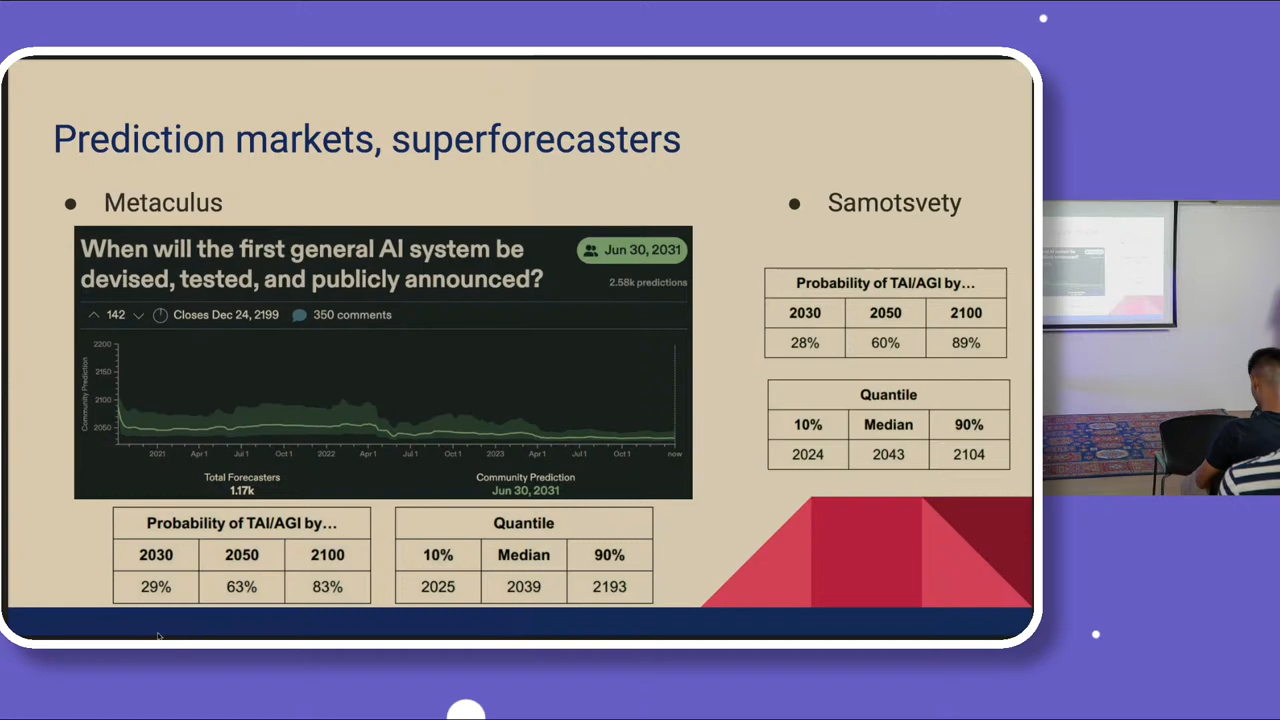 Prediction markets, superforecasters
● Metaculus
When will the first general AI system be
devised, tested, and publicly announced?
Jun 30, 2031
2.58k predictions
142
Closes Dec 24, 2199
350 comments
Community Prediction
2200
2150
2100
2050
2021 Apr 1 Jul 1 Oct 1 2022 Apr 1 Jul 1 Oct 1 2023 Apr 1 Jul 1 Oct 1 now
Total Forecasters
1.17k
Community Prediction
Jun 30, 2031
Probability of TAI/AGI by…
2030 2050 2100
29% 63% 83%
Quantile
10% Median 90%
2025 2039 2193
● Samotsvety
Probability of TAI/AGI by…
2030 2050 2100
28% 60% 89%
Quantile
10% Median 90%
2024 2043 2104